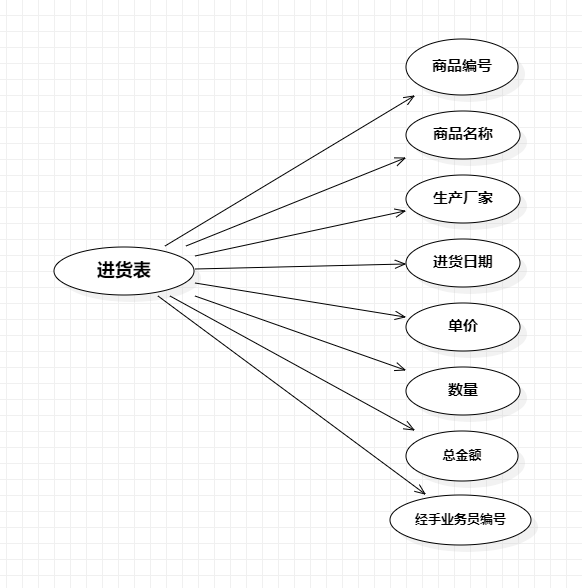 商品编号
商品名称
生产厂家
进货表
进货日期
单价
数量
总金额
经手业务员编号